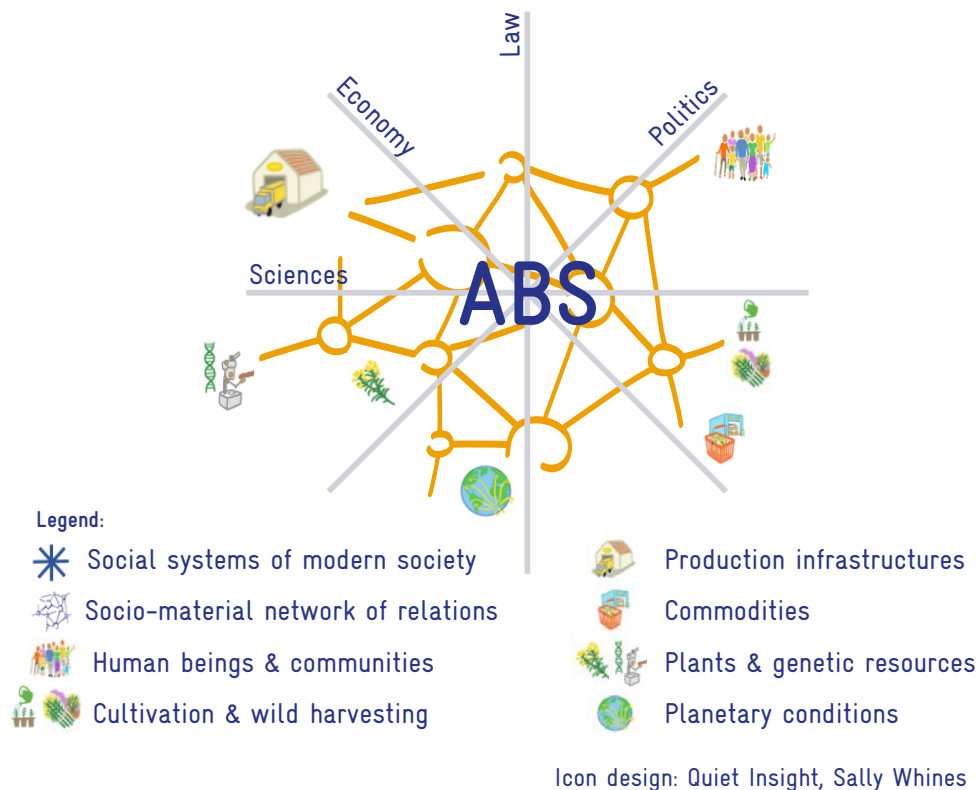 Law
Economy
Politics
Sciences
ABS
Legend:
Social systems of modern society
Socio-material network of relations
Human beings & communities
Cultivation & wild harvesting
Production infrastructures
Commodities
Plants & genetic resources
Planetary conditions
Icon design: Quiet Insight, Sally Whines